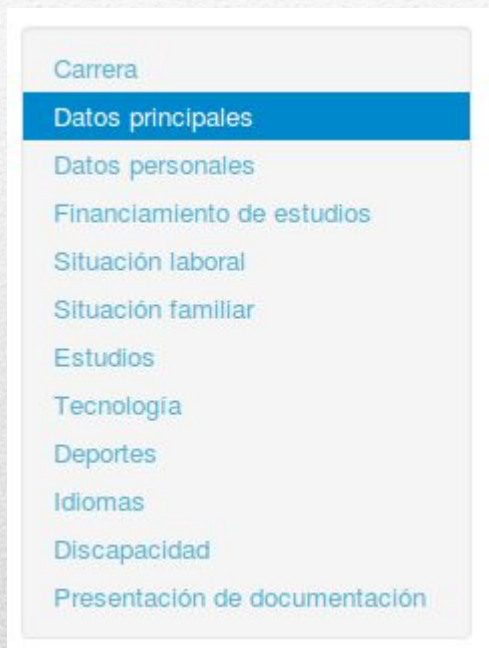 Carrera
Datos principales
Datos personales
Financiamiento de estudios
Situación laboral
Situación familiar
Estudios
Tecnología
Deportes
Idiomas
Discapacidad
Presentación de documentación